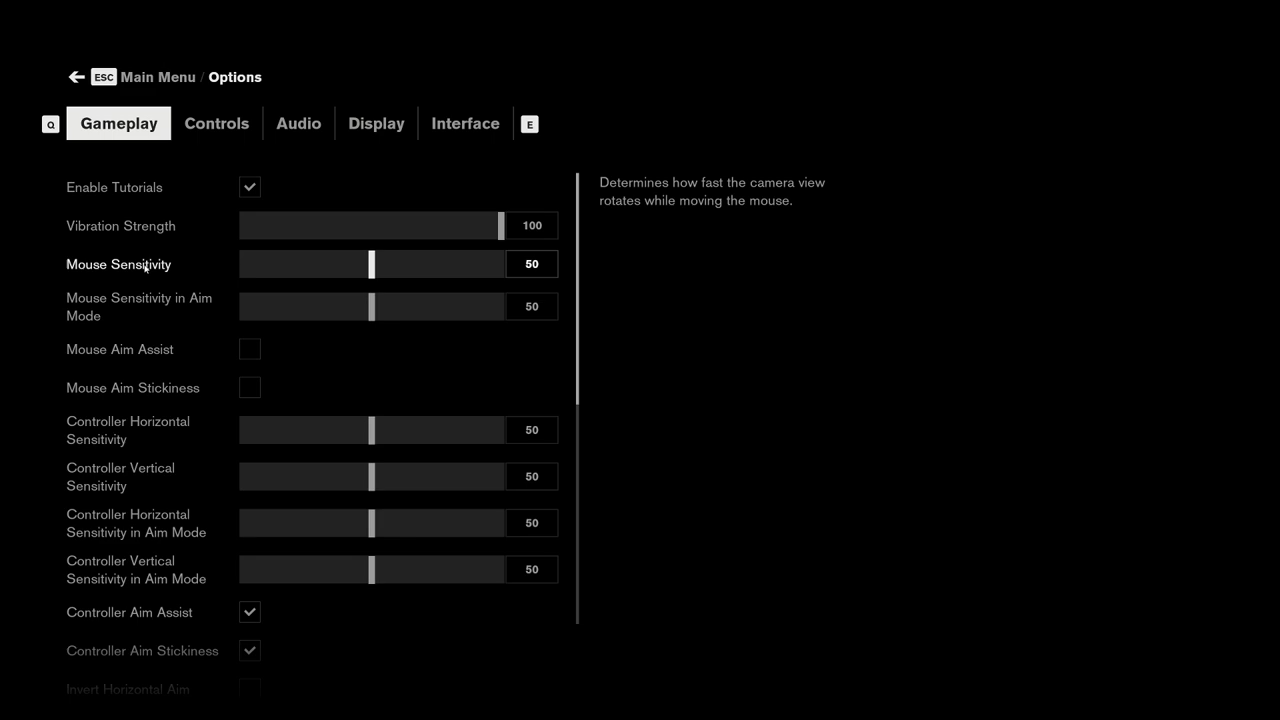 ESC Main Menu / Options
Q Gameplay Controls Audio Display Interface E
Enable Tutorials
Determines how fast the camera view
rotates while moving the mouse.
Vibration Strength 100
Mouse Sensitivity 50
Mouse Sensitivity in Aim
Mode 50
Mouse Aim Assist
Mouse Aim Stickiness
Controller Horizontal
Sensitivity 50
Controller Vertical
Sensitivity 50
Controller Horizontal
Sensitivity in Aim Mode 50
Controller Vertical
Sensitivity in Aim Mode 50
Controller Aim Assist
Controller Aim Stickiness
Invert Horizontal Aim